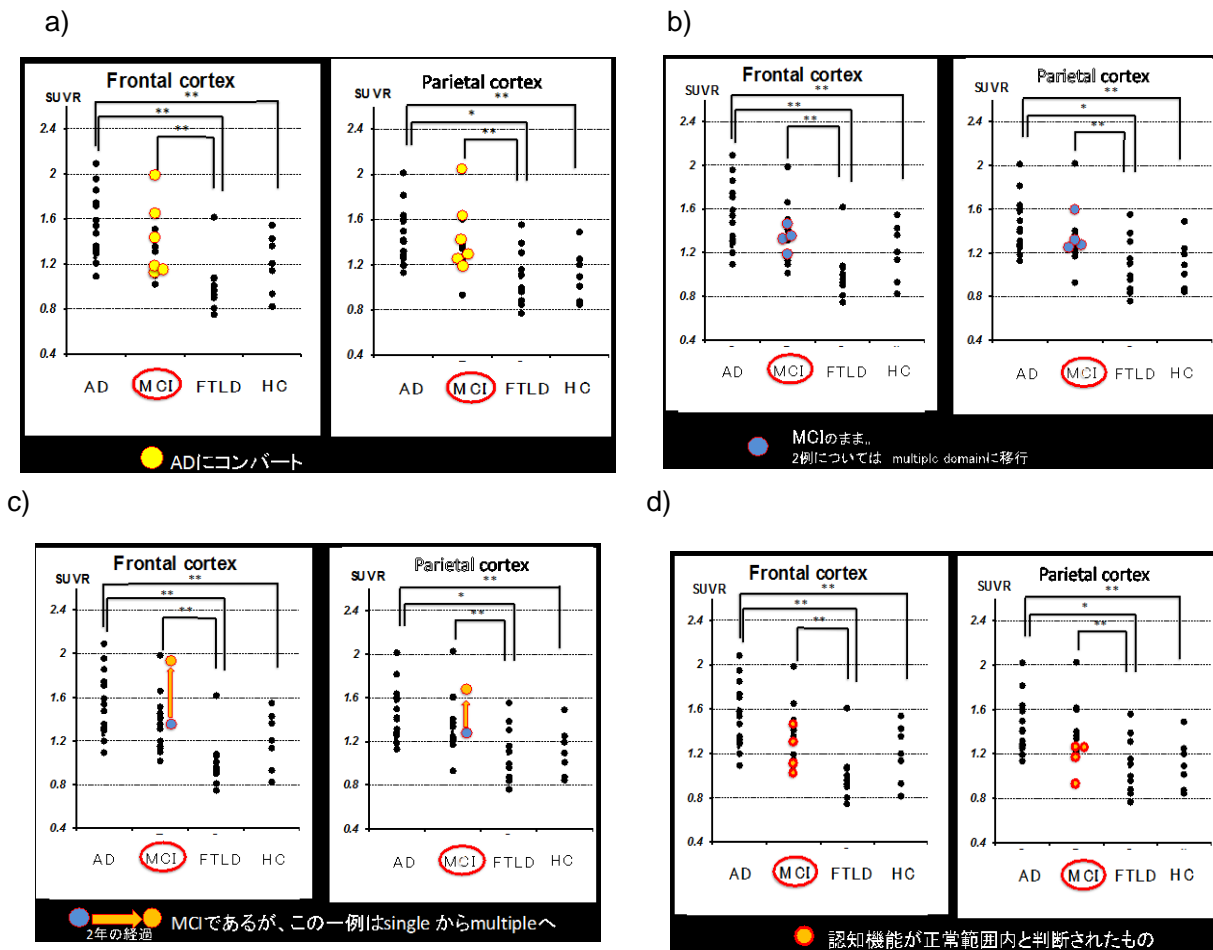 a)
Frontal cortex
SUVR
**
**
**
2.4
2
1.6
1.2
0.8
0.4
AD MCI FTLD HC
Parietal cortex
SUVR
**
*
**
2.4
2
1.6
1.2
0.8
0.4
AD MCI FTLD HC
ADにコンバート
b)
Frontal cortex
SUVR
**
**
**
2.4
2
1.6
1.2
0.8
0.4
AD MCI FTLD HC
Parietal cortex
SUVR
**
*
**
2.4
2
1.6
1.2
0.8
0.4
AD MCI FTLD HC
MCIのまま。
2例については multiple domainに移行
c)
Frontal cortex
SUVR
**
**
**
2.4
2
1.6
1.2
0.8
0.4
AD MCI FTLD HC
Parietal cortex
SUVR
**
*
**
2.4
2
1.6
1.2
0.8
0.4
AD MCI FTLD HC
MCIであるが、この一例はsingle からmultipleへ
2年の経過
d)
Frontal cortex
SUVR
**
**
**
2.4
2
1.6
1.2
0.8
0.4
AD MCI FTLD HC
Parietal cortex
SUVR
**
*
**
2.4
2
1.6
1.2
0.8
0.4
AD MCI FTLD HC
認知機能が正常範囲内と判断されたもの